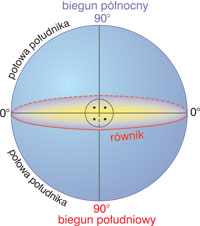 biegun północny
90°
połowa południka
0°
0°
równik
połowa południka
90°
biegun południowy